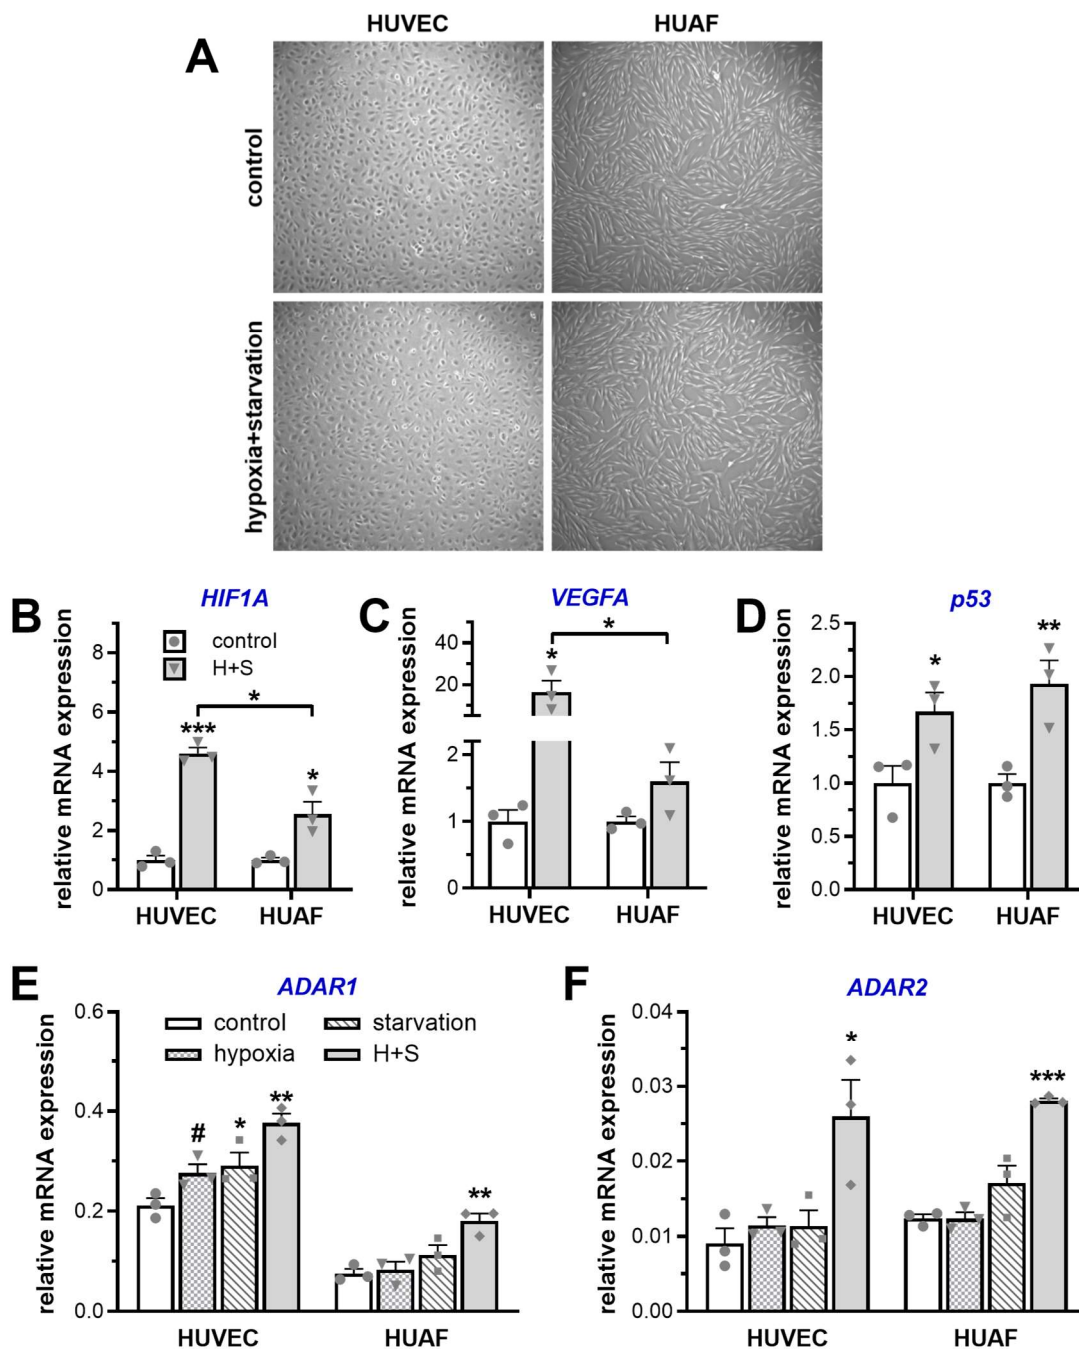 HUVEC HUAF
A
control
hypoxia+starvation
B
HIF1A
relative mRNA expression
control
H+S
*
***
*
8
6
4
2
0
HUVEC HUAF
C
VEGFA
relative mRNA expression
*
*
40
20
2
1
0
HUVEC HUAF
D
p53
relative mRNA expression
*
**
2.5
2.0
1.5
1.0
0.5
0.0
HUVEC HUAF
E
ADAR1
relative mRNA expression
control starvation
hypoxia H+S
# * **
**
0.6
0.4
0.2
0.0
HUVEC HUAF
F
ADAR2
relative mRNA expression
*
***
0.04
0.03
0.02
0.01
0.00
HUVEC HUAF